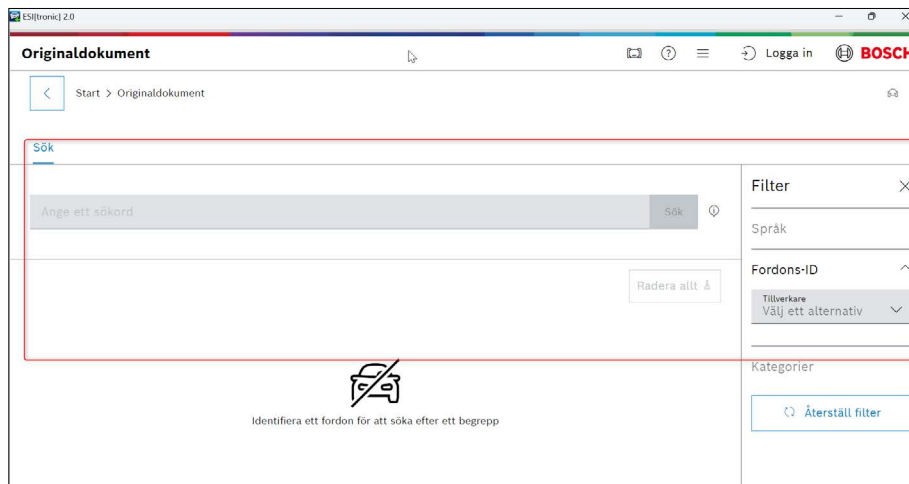 ESI[tronic] 2.0
Originaldokument
Logga in
BOSCH
Start > Originaldokument
Sök
Ange ett sökord
Sök
Radera allt
Identifiera ett fordon för att söka efter ett begrepp
Filter
Språk
Fordons-ID
Tillverkare
Välj ett alternativ
Kategorier
Återställ filter